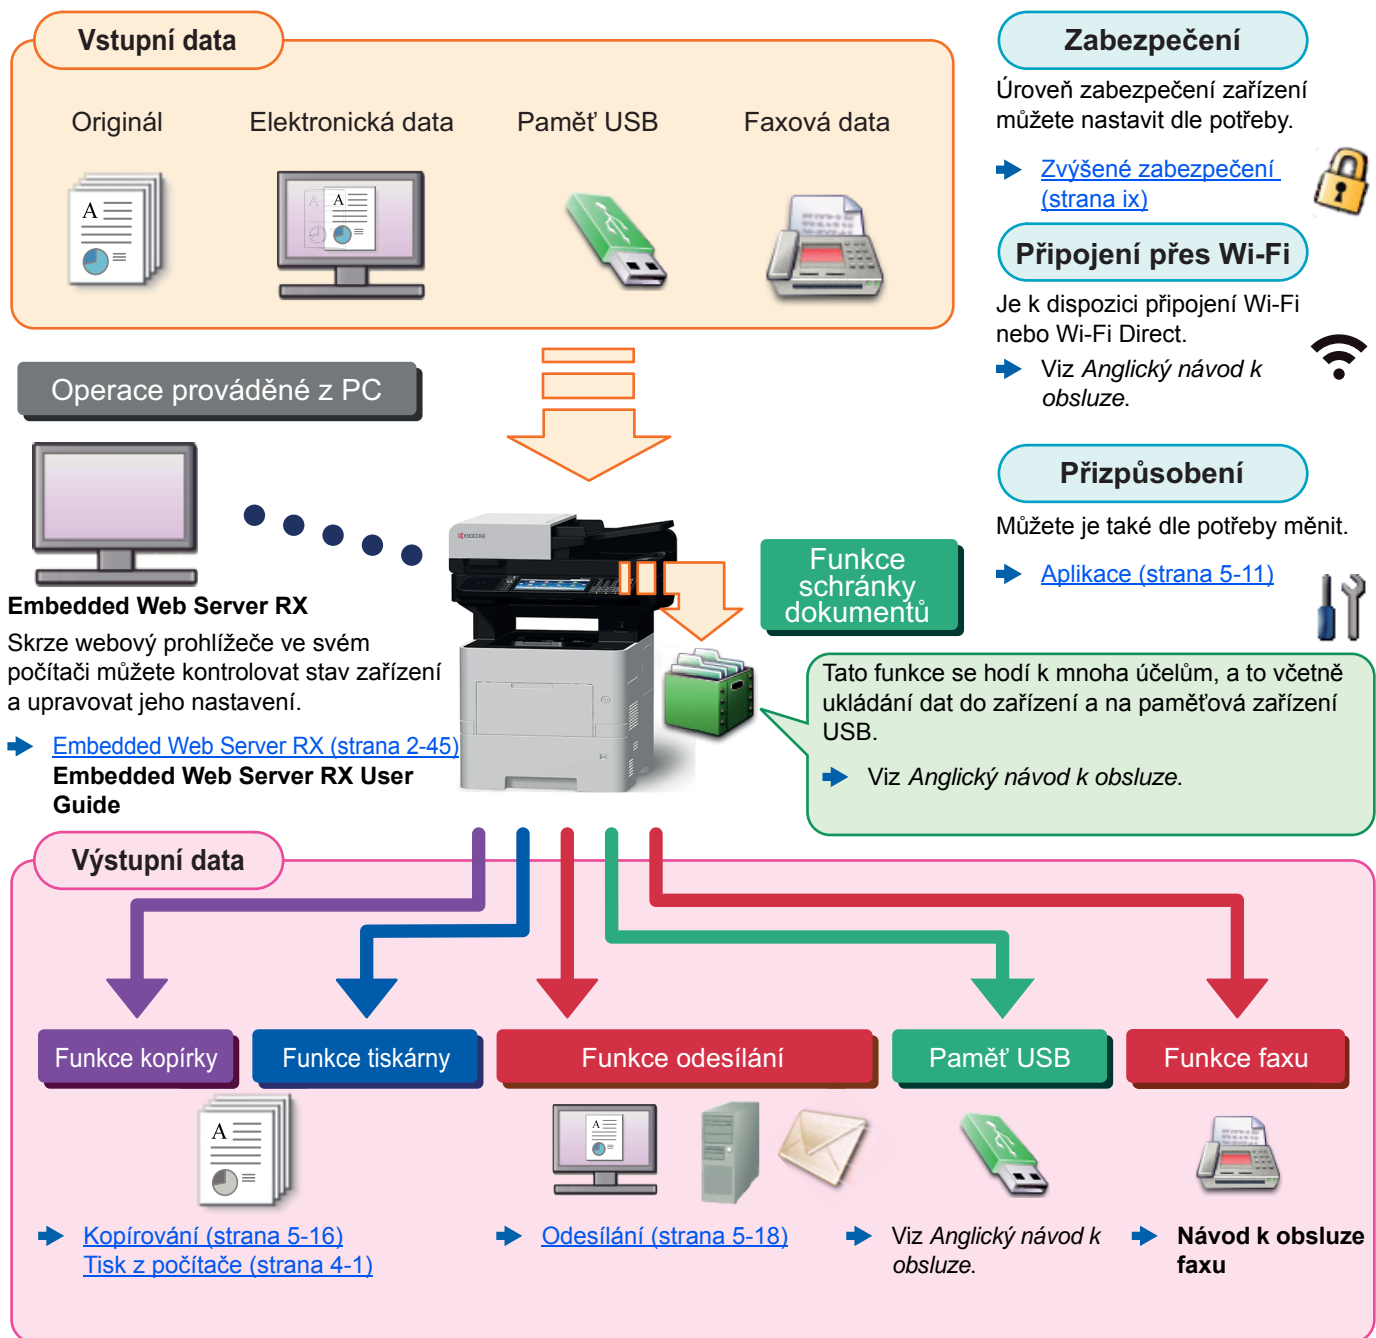 Vstupní data
Originál
Elektronická data
Paměť USB
Faxová data
Zabezpečení
Úroveň zabezpečení zařízení
můžete nastavit dle potřeby.
Zvýšené zabezpečení
(strana ix)
Připojení přes Wi-Fi
Je k dispozici připojení Wi-Fi
nebo Wi-Fi Direct.
Viz Anglický návod k
obsluze.
Přizpůsobení
Můžete je také dle potřeby měnit.
Aplikace (strana 5-11)
Operace prováděné z PC
Embedded Web Server RX
Skrze webový prohlížeče ve svém
počítači můžete kontrolovat stav zařízení
a upravovat jeho nastavení.
Embedded Web Server RX (strana 2-45)
Embedded Web Server RX User
Guide
KYOCERA
Funkce
schránky
dokumentů
Tato funkce se hodí k mnoha účelům, a to včetně
ukládání dat do zařízení a na paměťová zařízení
USB.
Viz Anglický návod k obsluze.
Výstupní data
Funkce kopírky
Funkce tiskárny
Funkce odesílání
Paměť USB
Funkce faxu
A
A
A
A
A
Kopírování (strana 5-16)
Tisk z počítače (strana 4-1)
Odesílání (strana 5-18)
Viz Anglický návod k
obsluze.
Návod k obsluze
faxu